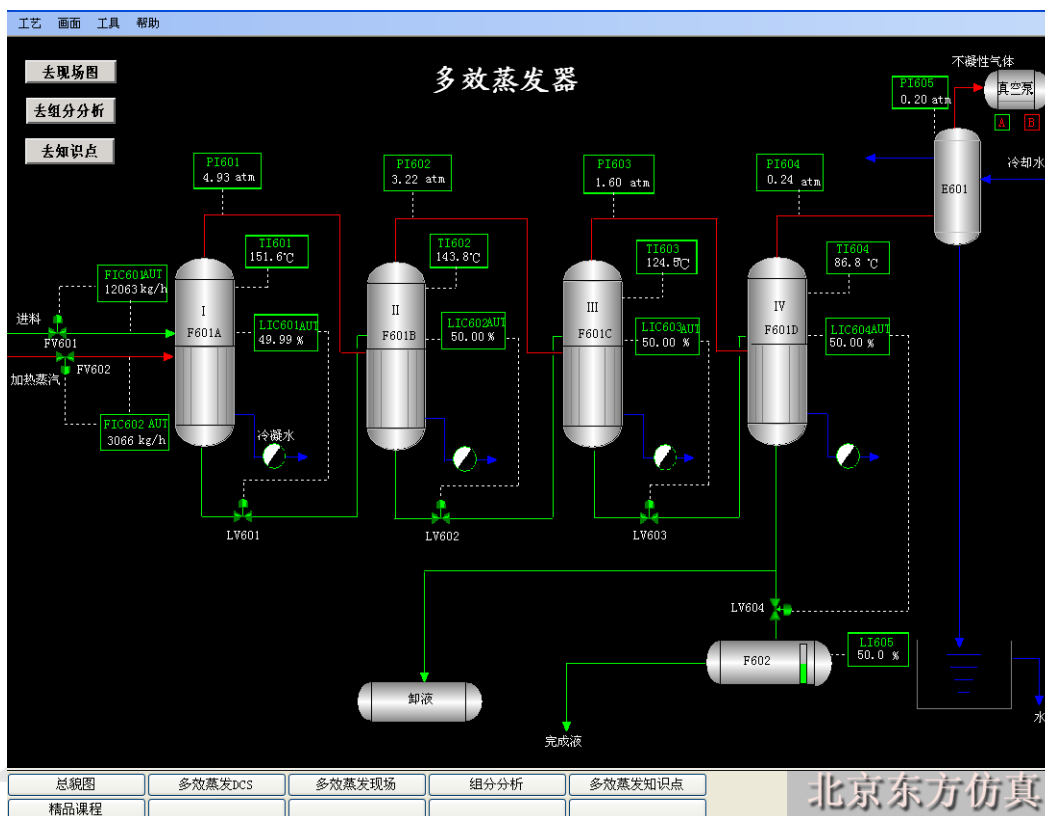 工艺 画面 工具 帮助
去现场图
去组分分析
去知识点
多效蒸发器
不凝性气体
PI605
0.20 atm
真空泵
A B
冷却水
E601
PI601
4.93 atm
PI602
3.22 atm
PI603
1.60 atm
PI604
0.24 atm
TI601
151.6℃
TI602
143.8℃
TI603
124.5℃
TI604
86.8 ℃
FIC601AUT
12063 kg/h
进料
FV601
FV602
加热蒸汽
FIC602 AUT
3066 kg/h
I
F601A
II
F601B
III
F601C
IV
F601D
LIC601AUT
49.99 %
LIC602AUT
50.00 %
LIC603AUT
50.00 %
LIC604AUT
50.00 %
冷凝水
LV601
LV602
LV603
LV604
F602
LI605
50.0 %
卸液
完成液
水
总貌图 多效蒸发DCS 多效蒸发现场 组分分析 多效蒸发知识点
精品课程
北京东方仿真